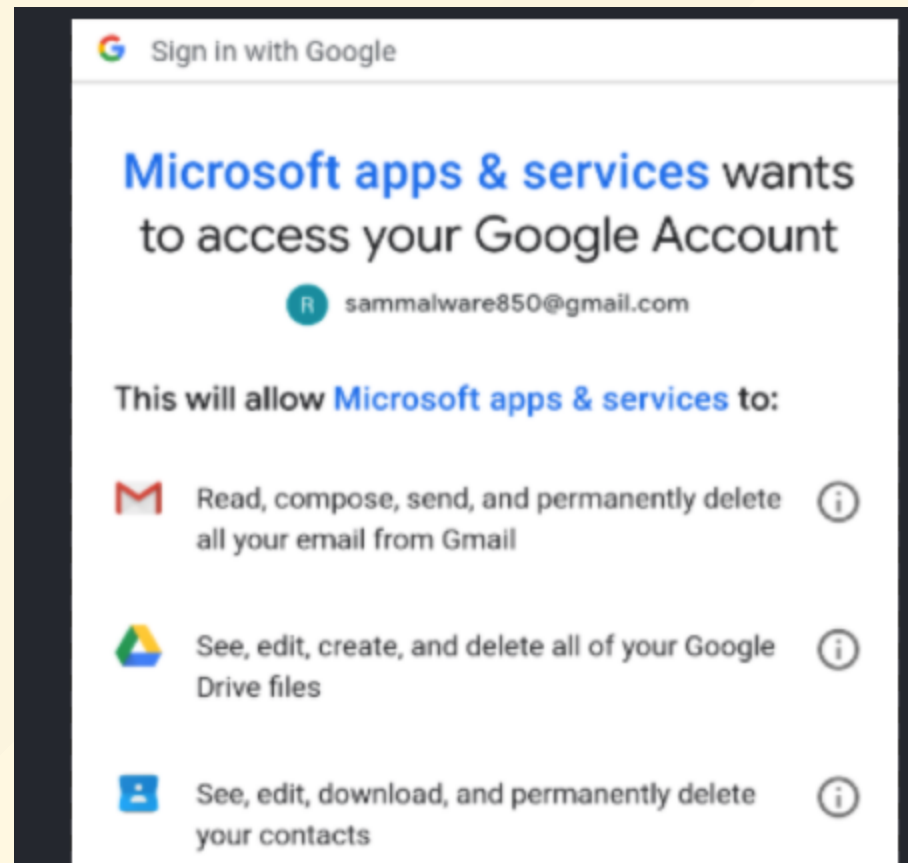 Sign in with Google
Microsoft apps & services wants
to access your Google Account
R sammalware850@gmail.com
This will allow Microsoft apps & services to:
Read, compose, send, and permanently delete
all your email from Gmail
See, edit, create, and delete all of your Google
Drive files
See, edit, download, and permanently delete
your contacts